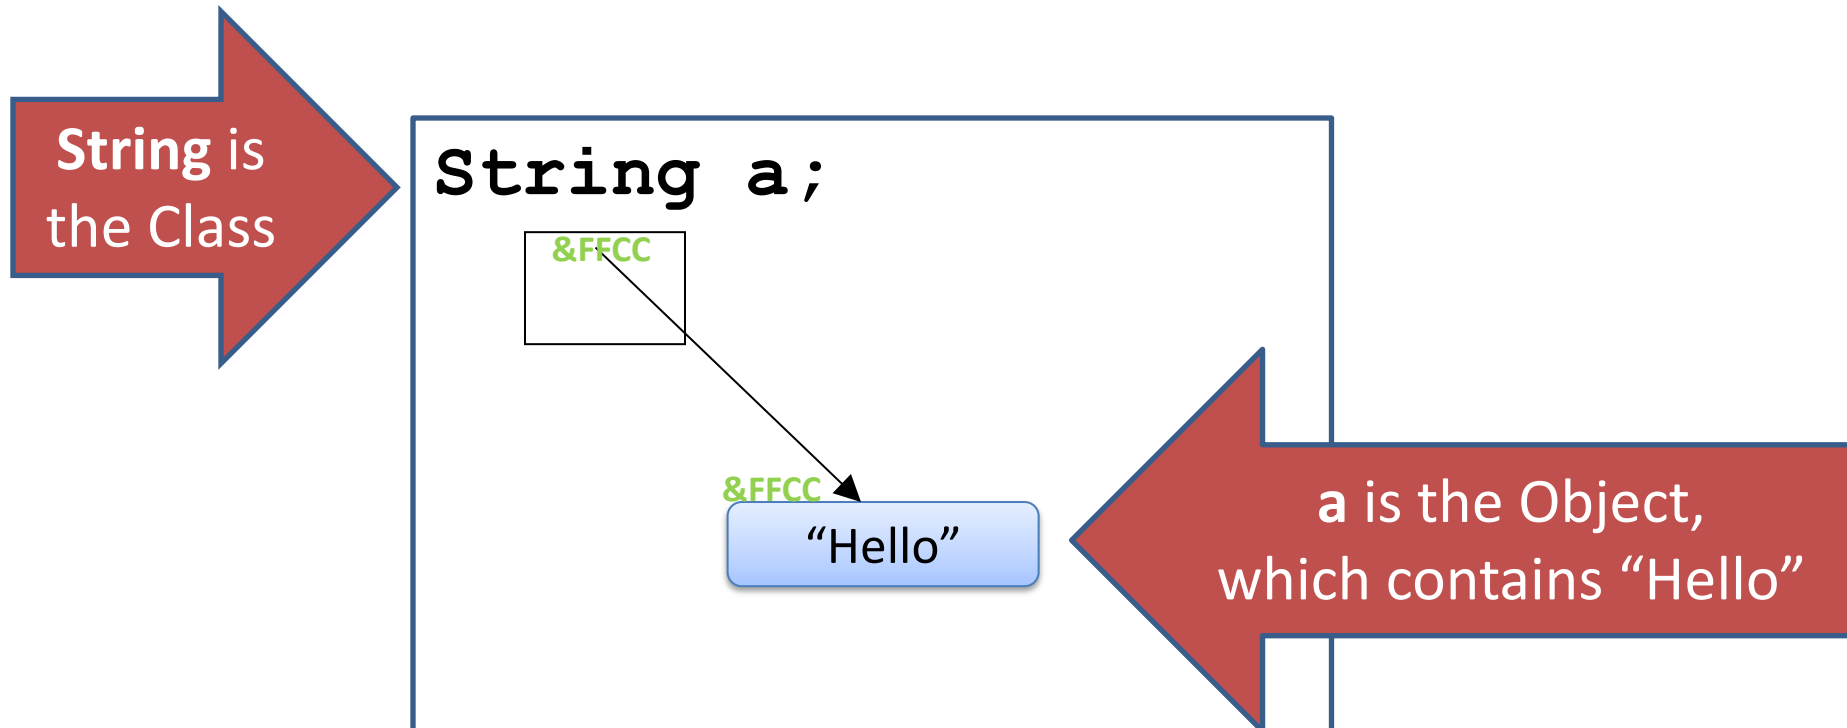 String is
the Class
String a;
&FFCC
&FFCC
“Hello”
a is the Object,
which contains “Hello”